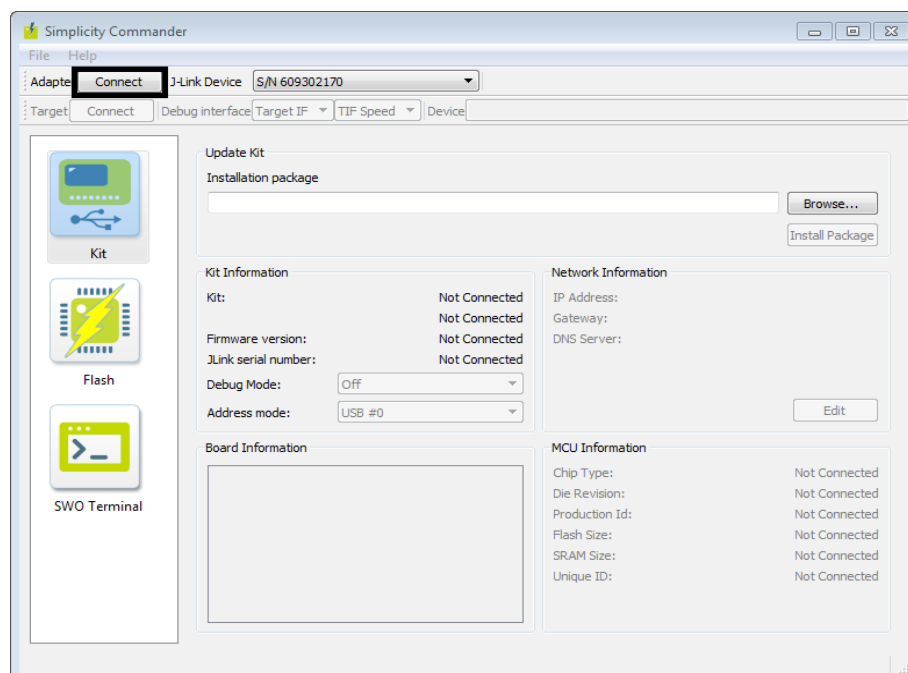 Simplicity Commander
File Help
Adapte Connect J-Link Device S/N 609302170
Target Connect Debug interface Target IF TIF Speed Device
Update Kit
Installation package
Browse...
Install Package
Kit
Flash
SWO Terminal
Kit Information
Kit: Not Connected
Not Connected
Firmware version: Not Connected
JLink serial number: Not Connected
Debug Mode: Off
Address mode: USB #0
Network Information
IP Address:
Gateway:
DNS Server:
Edit
Board Information
MCU Information
Chip Type: Not Connected
Die Revision: Not Connected
Production Id: Not Connected
Flash Size: Not Connected
SRAM Size: Not Connected
Unique ID: Not Connected